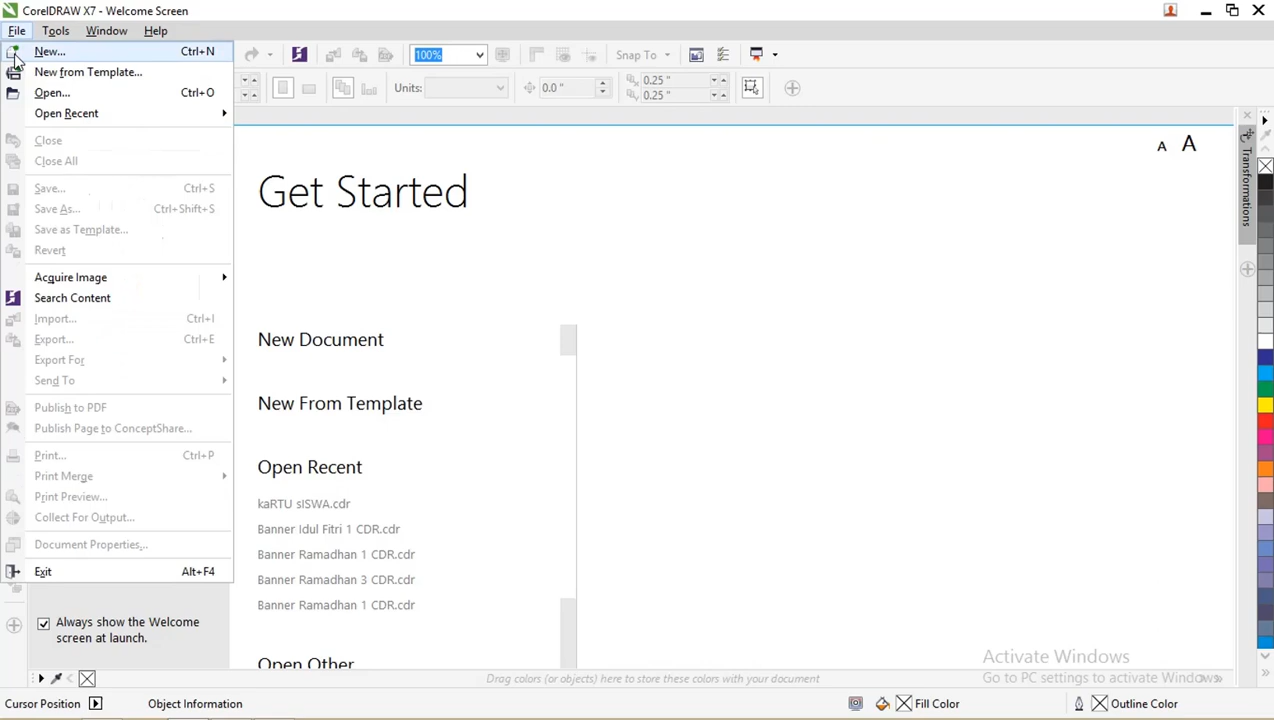 CorelDRAW X7 - Welcome Screen
File Tools Window Help
New... Ctrl+N
New from Template...
Open... Ctrl+O
Open Recent
Close
Close All
Save... Ctrl+S
Save As... Ctrl+Shift+S
Save as Template...
Revert
Acquire Image
Search Content
Import... Ctrl+I
Export... Ctrl+E
Export For
Send To
Publish to PDF
Publish Page to ConceptShare...
Print... Ctrl+P
Print Merge
Print Preview...
Collect For Output...
Document Properties...
Exit Alt+F4
100%
Snap To
Units:
0.0 "
0.25 "
0.25 "
A A
Get Started
New Document
New From Template
Open Recent
kaRTU sISWA.cdr
Banner Idul Fitri 1 CDR.cdr
Banner Ramadhan 1 CDR.cdr
Banner Ramadhan 3 CDR.cdr
Banner Ramadhan 1 CDR.cdr
Open Other
Transformations
Always show the Welcome
screen at launch.
Activate Windows
Go to PC settings to activate Windows.
Drag colors (or objects) here to store these colors with your document
Cursor Position
Object Information
Fill Color
Outline Color